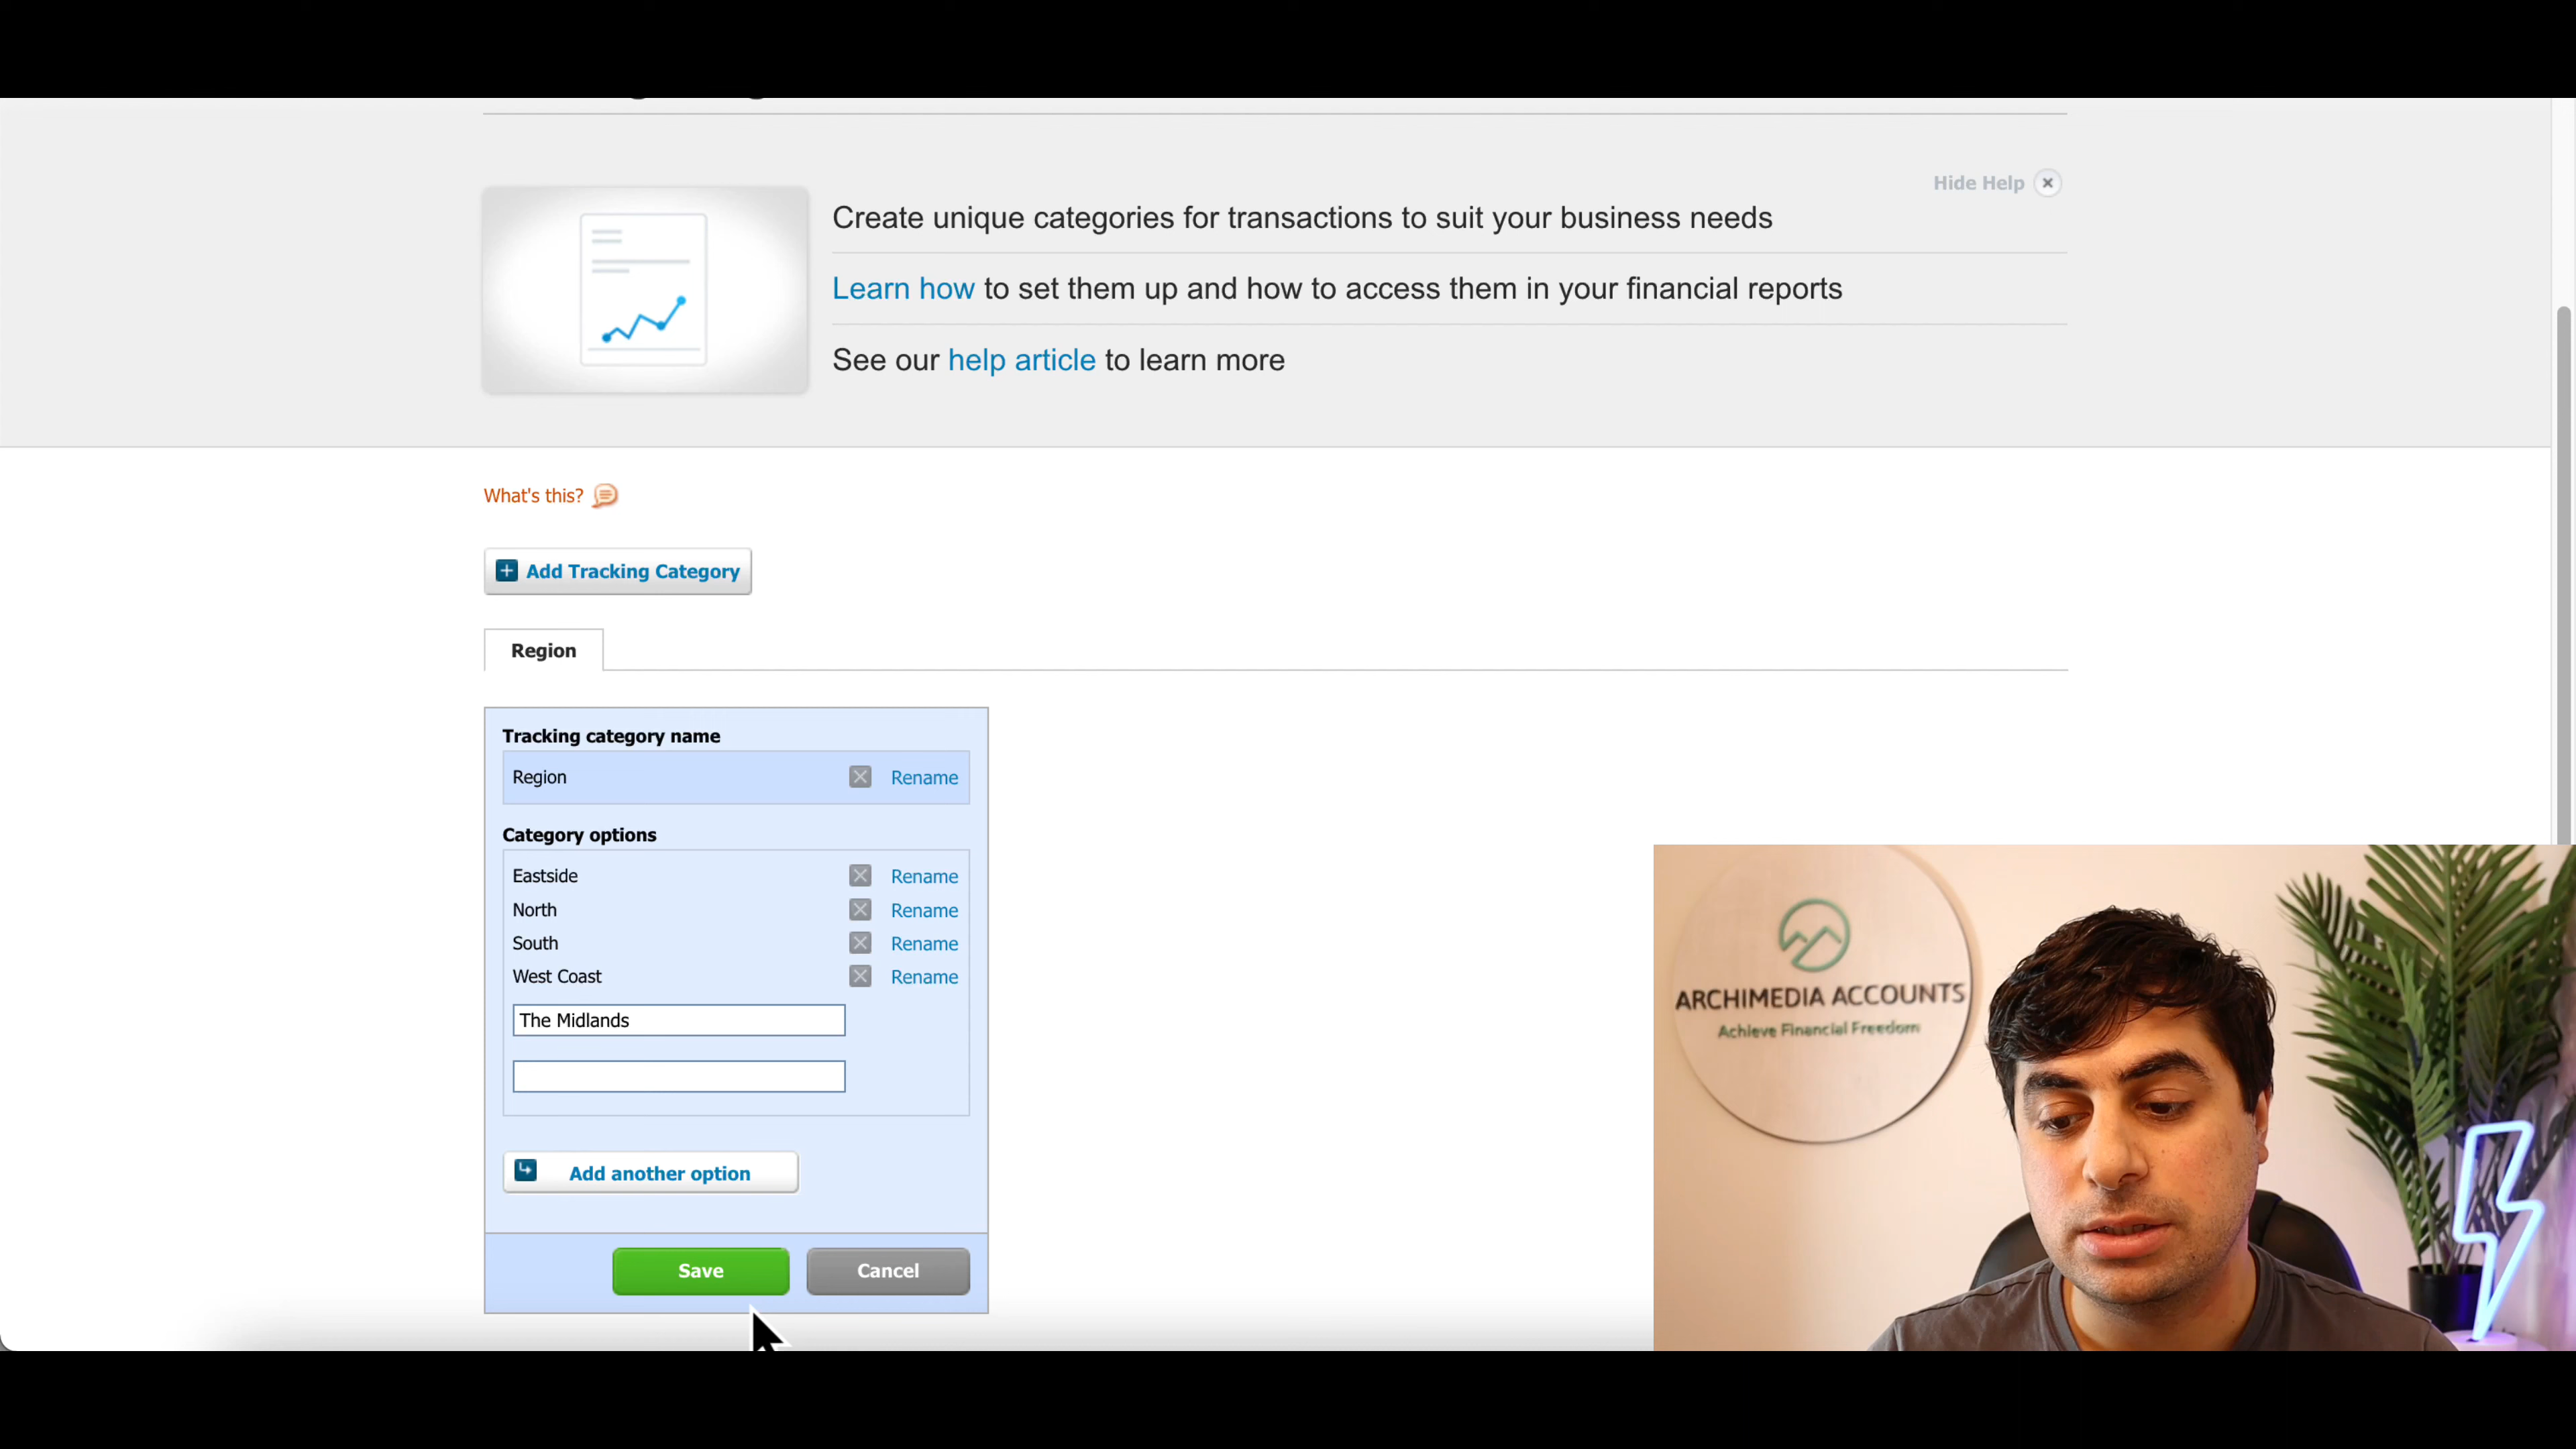 Hide Help
Create unique categories for transactions to suit your business needs
Learn how to set them up and how to access them in your financial reports
See our help article to learn more
What's this?
Add Tracking Category
Region
Tracking category name
Region Rename
Category options
Eastside Rename
North Rename
South Rename
West Coast Rename
The Midlands
Add another option
Save Cancel
ARCHIMEDIA ACCOUNTS
Achieve Financial Freedom